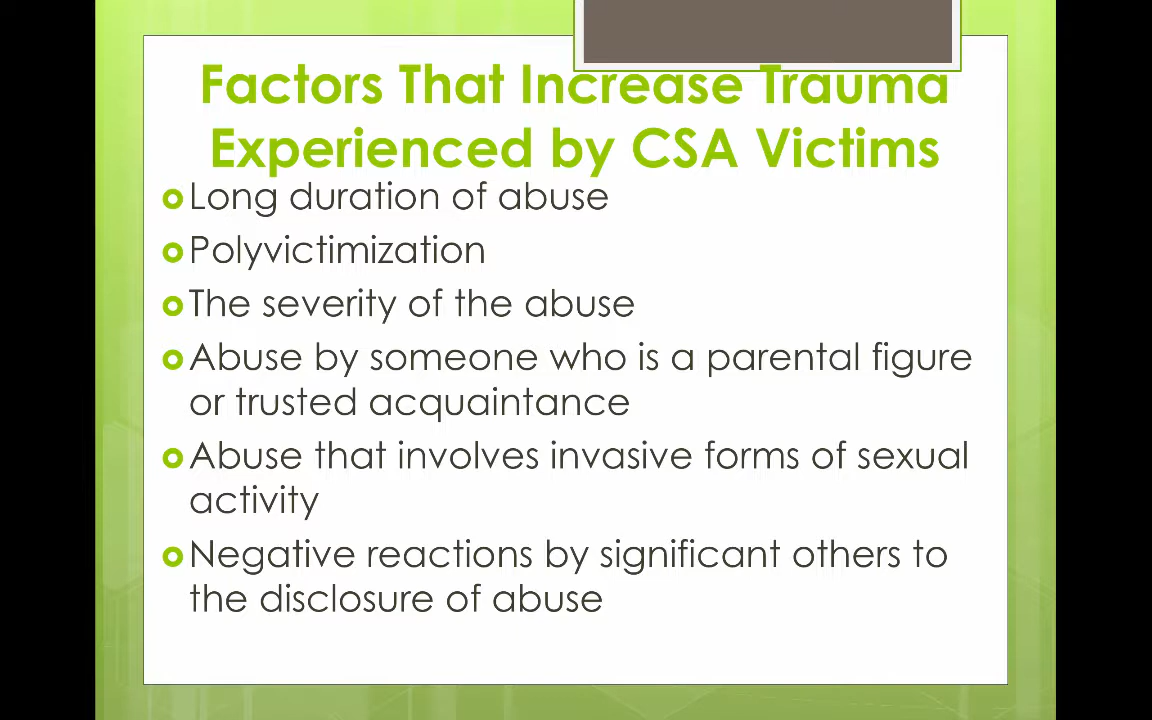 Factors That Increase Trauma
Experienced by CSA Victims
Long duration of abuse
Polyvictimization
The severity of the abuse
Abuse by someone who is a parental figure
or trusted acquaintance
Abuse that involves invasive forms of sexual
activity
Negative reactions by significant others to
the disclosure of abuse